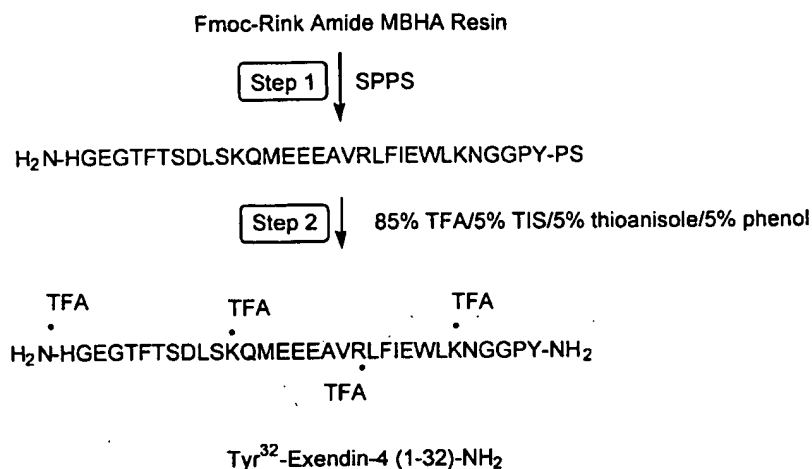 Fmoc-Rink Amide MBHA Resin
Step 1 SPPS
H₂N-HGEGTFTSDLSKQMEEEAVRLFIEWLKNGGPY-PS
Step 2 85% TFA/5% TIS/5% thioanisole/5% phenol
TFA TFA TFA
H₂N-HGEGTFTSDLSKQMEEEAVRLFIEWLKNGGPY-NH₂
TFA
Tyr³²-Exendin-4 (1-32)-NH₂